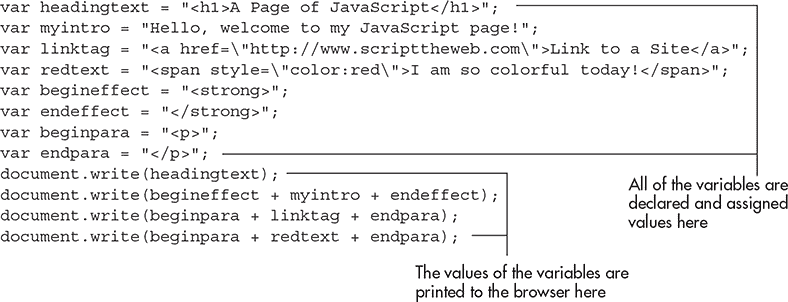 var headingtext = "<h1>A Page of JavaScript</h1>";
var myintro = "Hello, welcome to my JavaScript page!";
var linktag = "<a href=\"http://www.scripttheweb.com\">Link to a Site</a>";
var redtext = "<span style=\"color:red\">I am so colorful today!</span>";
var begineffect = "<strong>";
var endeffect = "</strong>";
var beginpara = "<p>";
var endpara = "</p>";
document.write(headingtext);
document.write(begineffect + myintro + endeffect);
document.write(beginpara + linktag + endpara);
document.write(beginpara + redtext + endpara);
All of the variables are
declared and assigned
values here
The values of the variables are
printed to the browser here